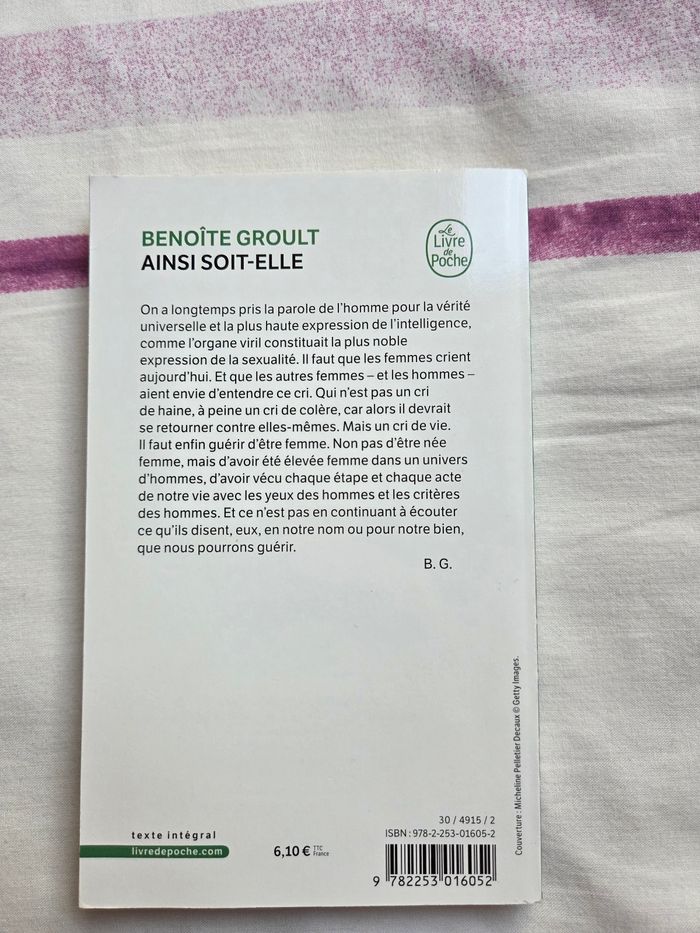 BENOÎTE GROULT
AINSI SOIT-ELLE
Le
Livre
de
Poche
On a longtemps pris la parole de l'homme pour la vérité
universelle et la plus haute expression de l'intelligence,
comme l'organe viril constituait la plus noble
expression de la sexualité. Il faut que les femmes crient
aujourd'hui. Et que les autres femmes – et les hommes –
aient envie d'entendre ce cri. Qui n'est pas un cri
de haine, à peine un cri de colère, car alors il devrait
se retourner contre elles-mêmes. Mais un cri de vie.
Il faut enfin guérir d'être femme. Non pas d'être née
femme, mais d'avoir été élevée femme dans un univers
d'hommes, d'avoir vécu chaque étape et chaque acte
de notre vie avec les yeux des hommes et les critères
des hommes. Et ce n'est pas en continuant à écouter
ce qu'ils disent, eux, en notre nom ou pour notre bien,
que nous pourrons guérir.
B. G.
Couverture : Micheline Pelletier Decaux © Getty Images.
texte intégral
livredepoche.com
6,10 € TTC
France
30 / 4915 / 2
ISBN : 978-2-253-01605-2
9 782253 016052